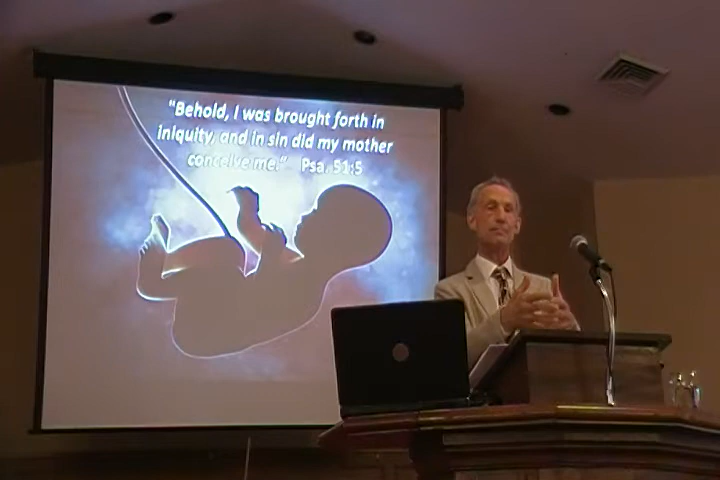 "Behold, I was brought forth in
iniquity, and in sin did my mother
conceive me." Psa. 51:5